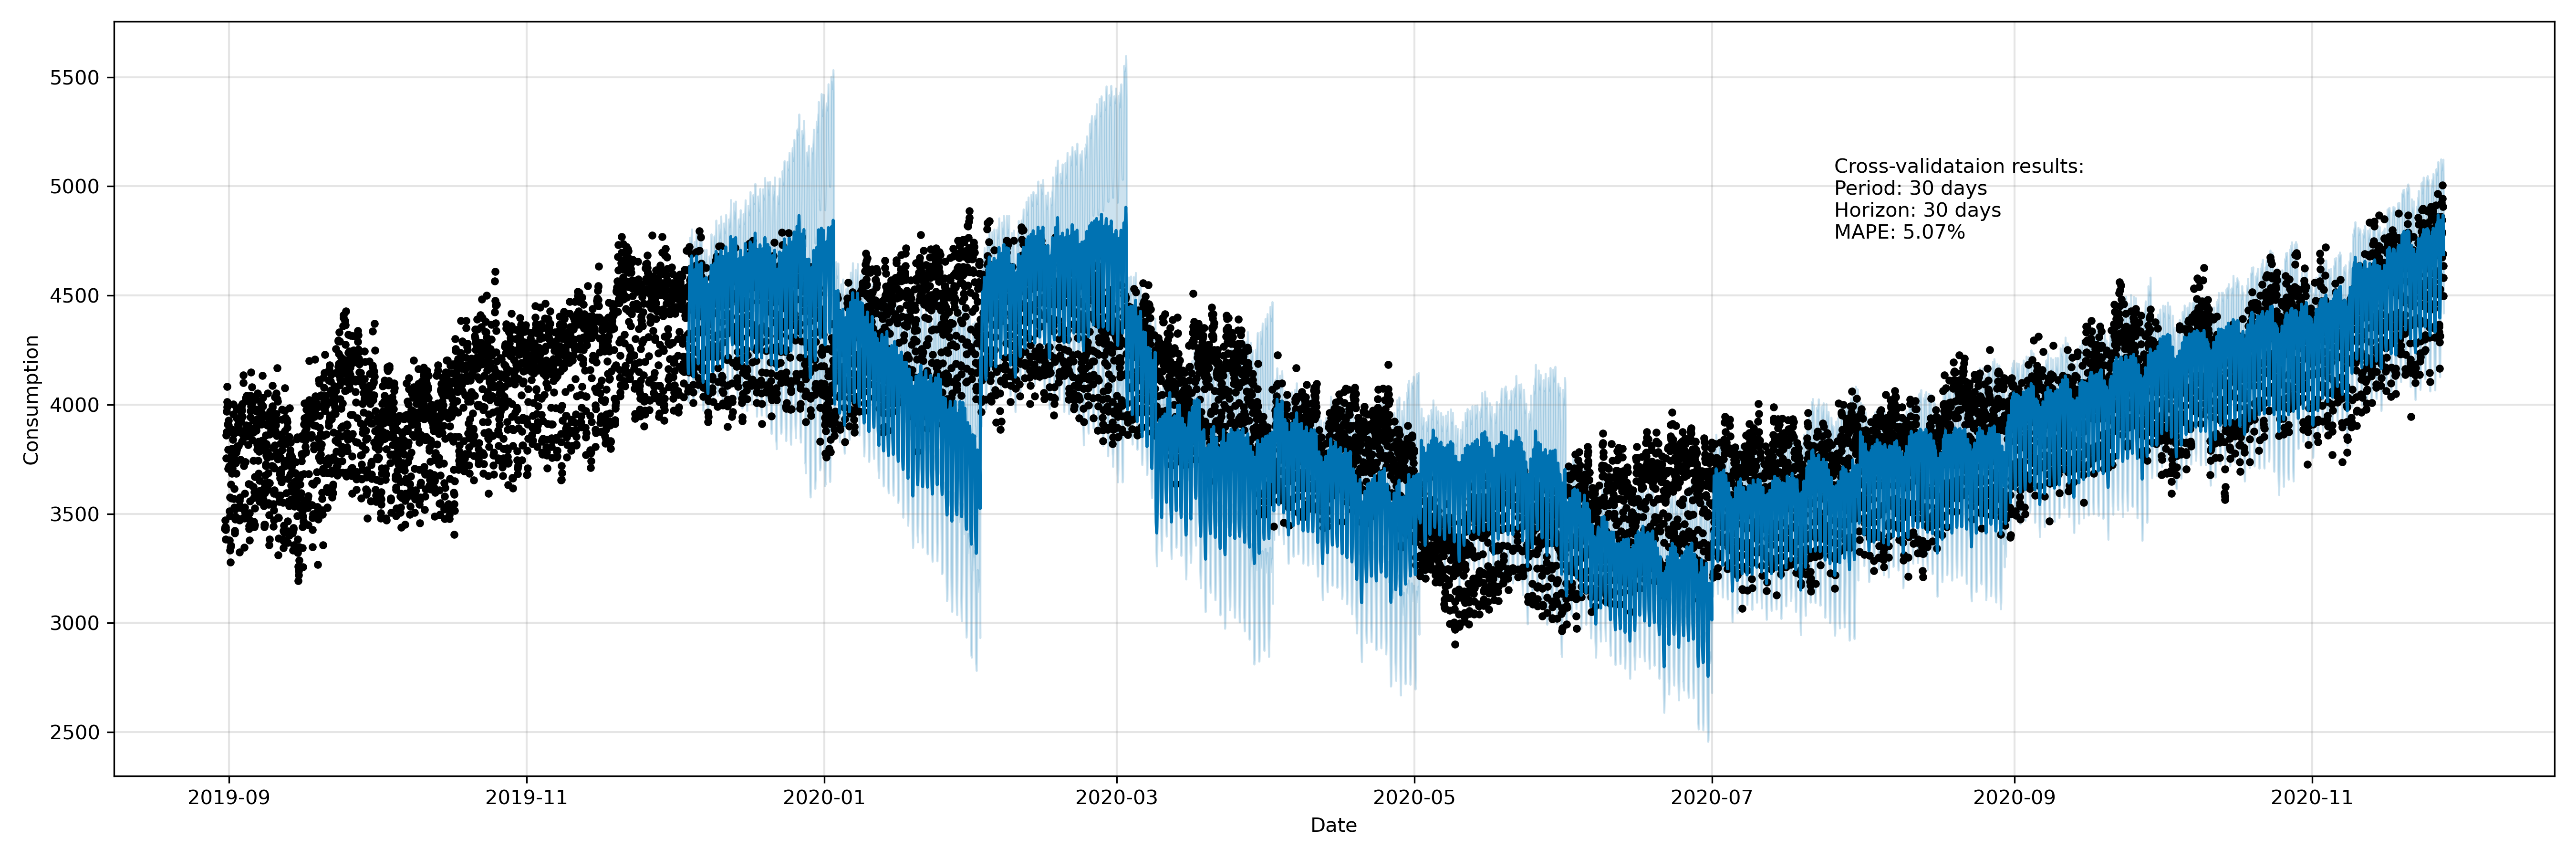 5500
5000
4500
4000
3500
3000
2500
Consumption
Cross-validataion results:
Period: 30 days
Horizon: 30 days
MAPE: 5.07%
2019-09 2019-11 2020-01 2020-03 2020-05 2020-07 2020-09 2020-11
Date